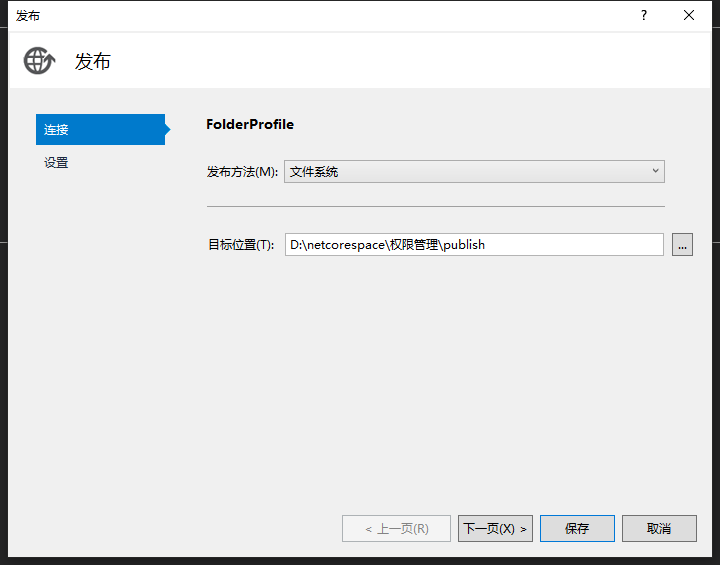 发布 ?
发布
连接
设置
FolderProfile
发布方法(M): 文件系统
目标位置(T): D:\netcorespace\权限管理\publish ...
< 上一页(R) 下一页(X) > 保存 取消